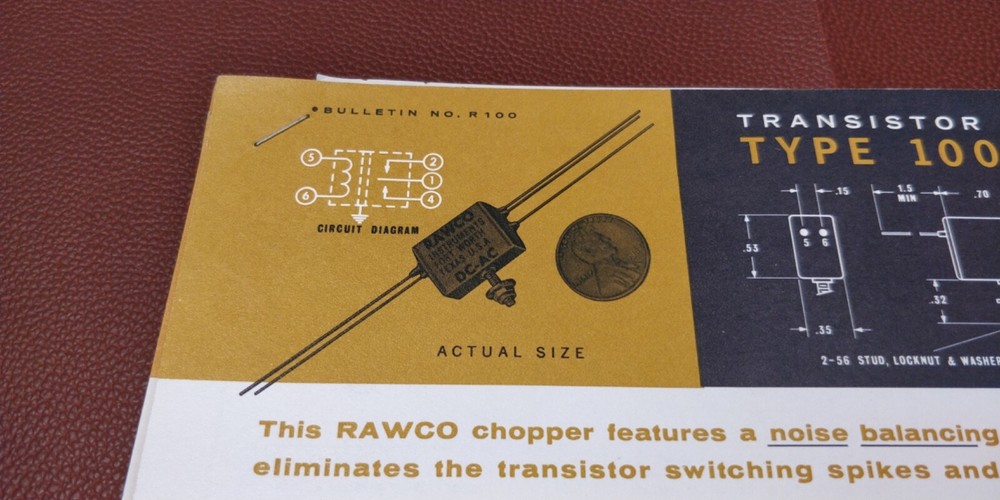 BULLETIN NO. R100
5
2
1
6
4
CIRCUIT DIAGRAM
RAWCO
INSTRUMENTS
FORT WORTH
TEXAS U.S.A.
DC-AC
ACTUAL SIZE
TRANSISTOR
TYPE 100
.15
1.5
MIN
.70
.53
5 6
.32
.35
2-56 STUD, LOCKNUT & WASHER
This RAWCO chopper features a noise balancing
eliminates the transistor switching spikes and